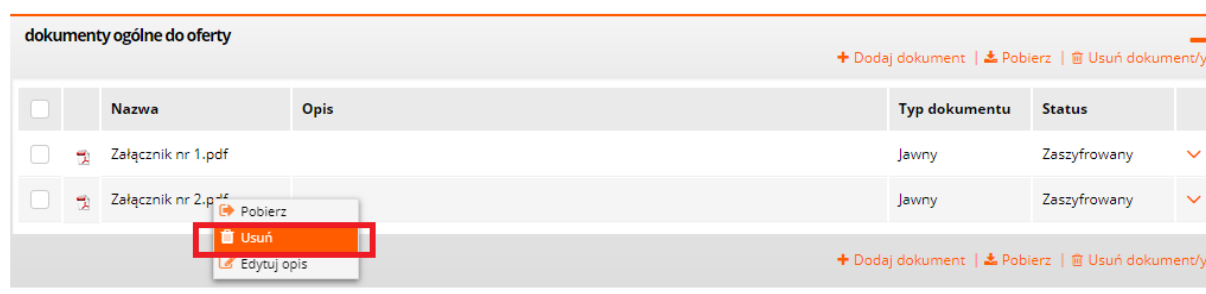 dokumenty ogólne do oferty
Dodaj dokument | Pobierz | Usuń dokument/y
Nazwa Opis Typ dokumentu Status
Załącznik nr 1.pdf Jawny Zaszyfrowany
Załącznik nr 2.pdf Jawny Zaszyfrowany
Pobierz
Usuń
Edytuj opis
Dodaj dokument | Pobierz | Usuń dokument/y